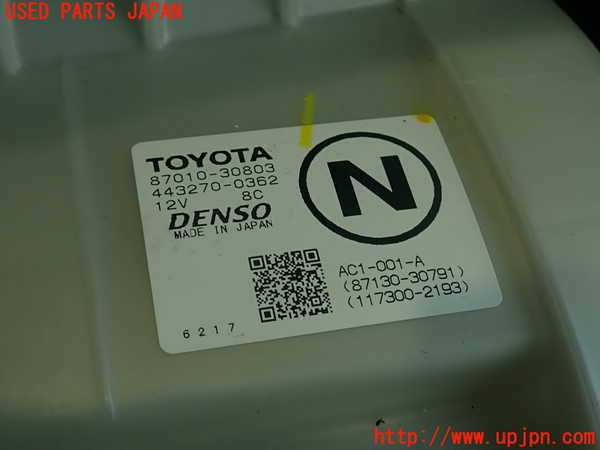 USED PARTS JAPAN
TOYOTA
87010-30803
443270-0362
12V 8C
DENSO
MADE IN JAPAN
N
AC1-001-A
(87130-30791)
(117300-2193)
6217
http://www.upjpn.com/